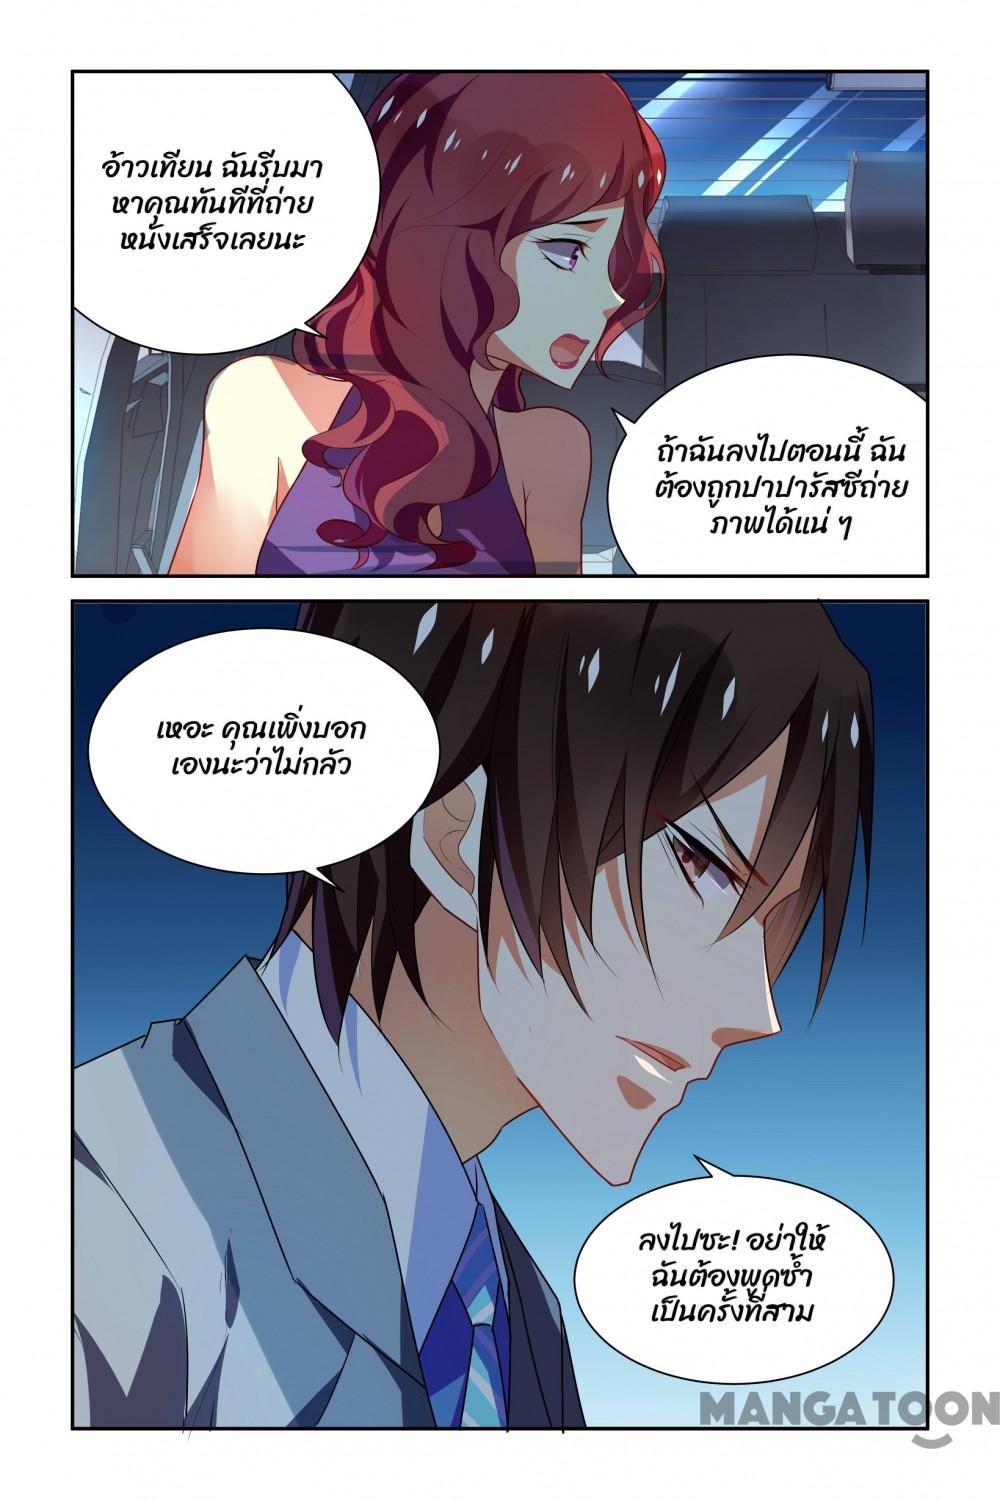 อ้าวเทียน ฉันรีบมา
หาคุณทันทีที่ถ่าย
หนังเสร็จเลยนะ
ถ้าฉันลงไปตอนนี้ ฉัน
ต้องถูกปาปารัสซีถ่าย
ภาพได้แน่ ๆ
เหอะ คุณเพิ่งบอก
เองนะว่าไม่กลัว
ลงไปซะ! อย่าให้
ฉันต้องพูดซ้ำ
เป็นครั้งที่สาม
MANGATOON